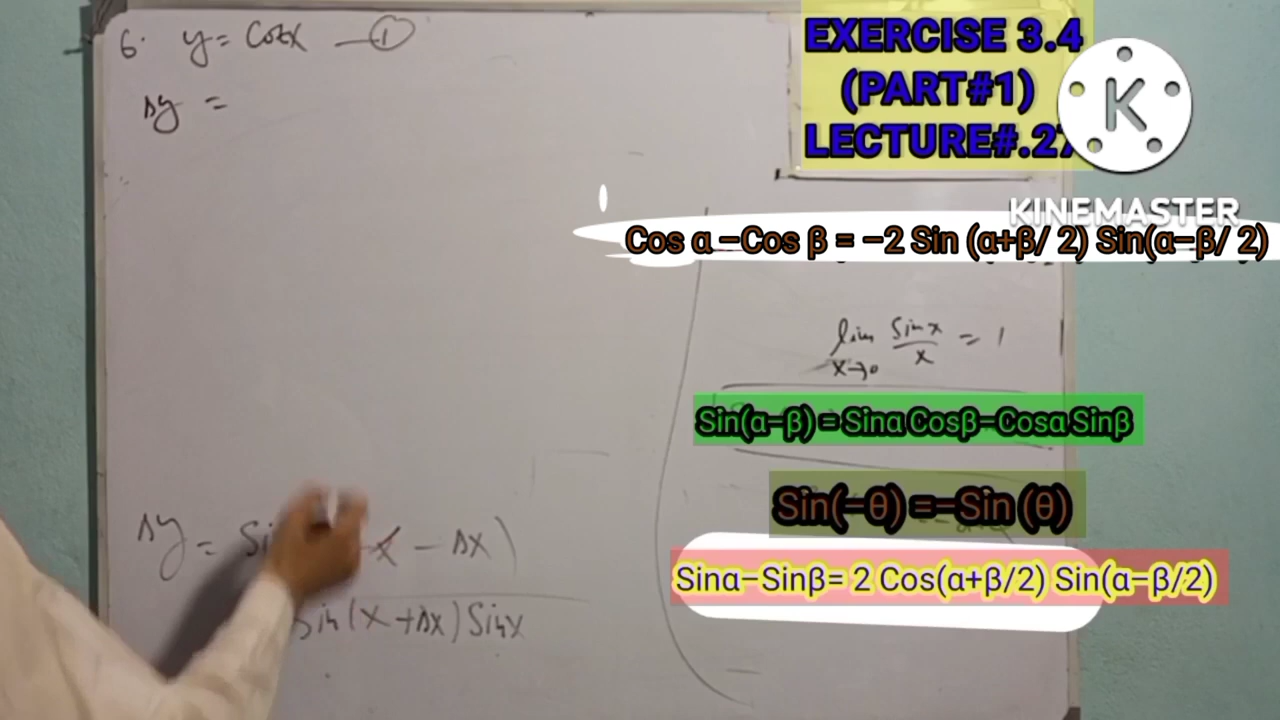 6. y = Cotx —①
Δy =
Δy = Si x - Δx)
Sin(x+Δx) Sinx
EXERCISE 3.4
(PART#1)
LECTURE#.27
K
KINEMASTER
Cos α –Cos β = –2 Sin (α+β/ 2) Sin(α–β/ 2)
lim Sinx/x = 1
x→0
Sin(α–β) = Sinα Cosβ–Cosα Sinβ
Sin(–θ) =–Sin (θ)
Sinα–Sinβ= 2 Cos(α+β/2) Sin(α–β/2)